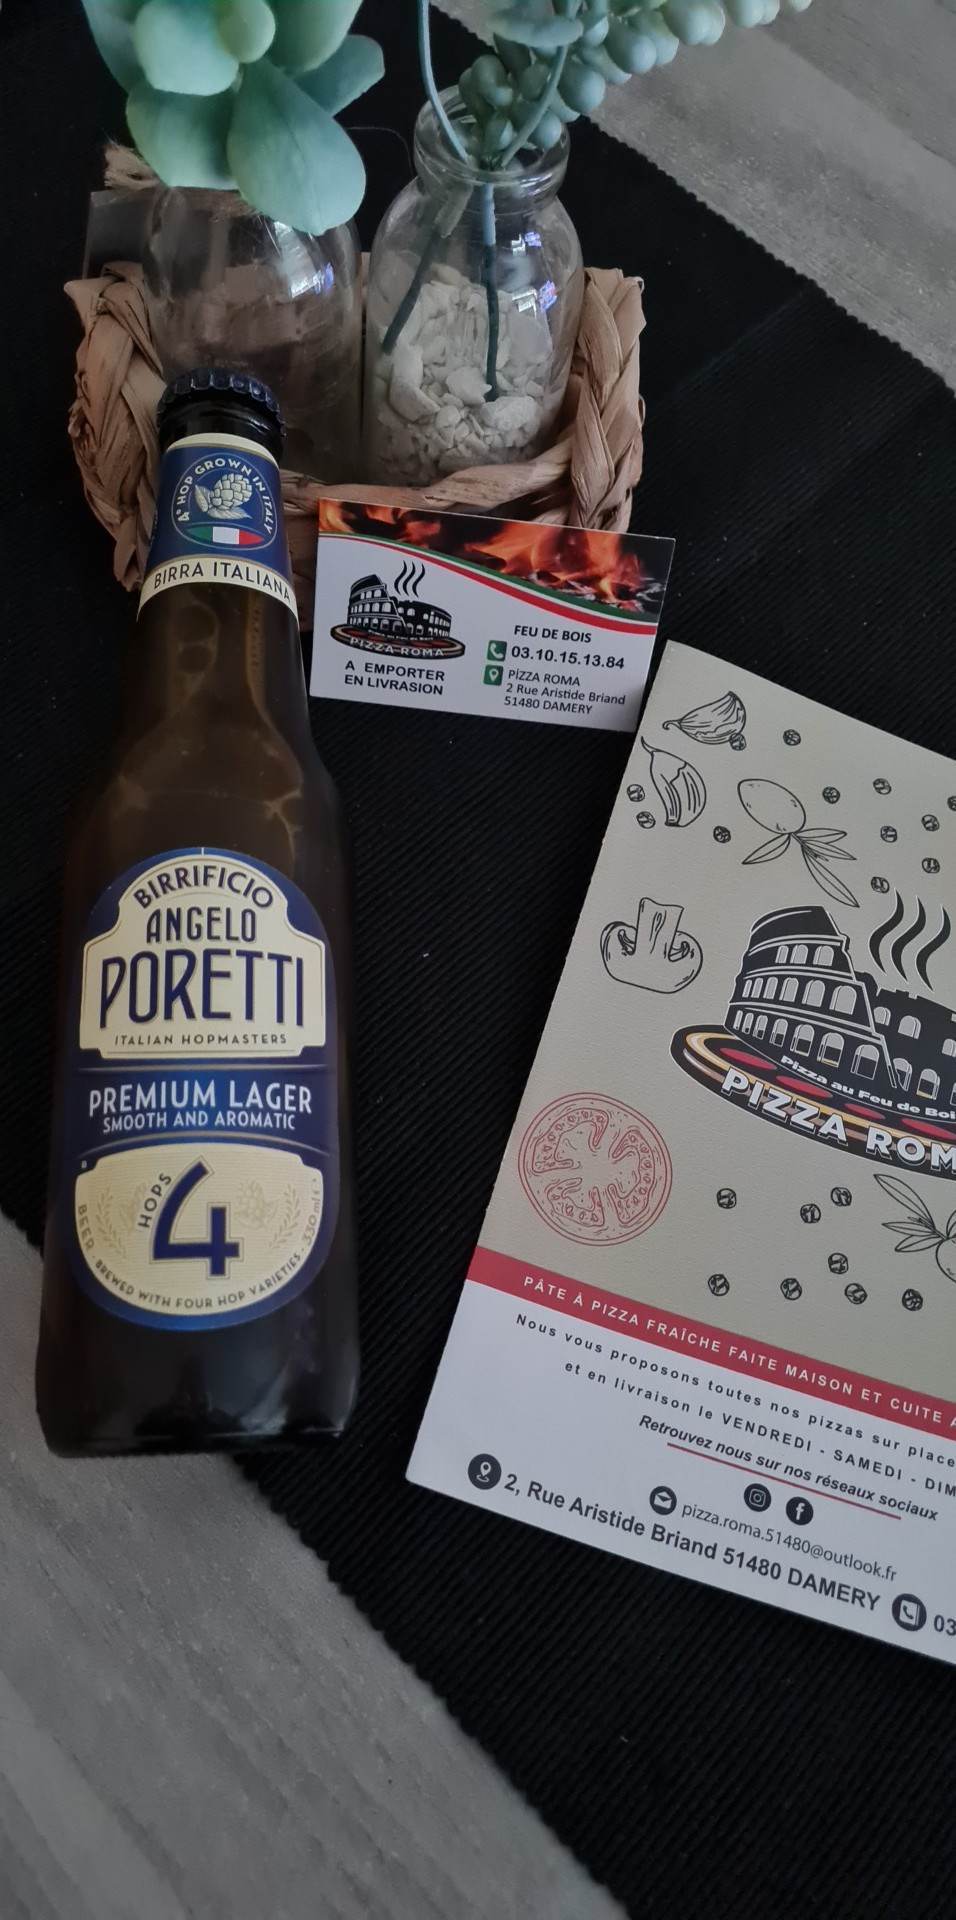 4° HOP GROWN IN ITALY
BIRRA ITALIANA
BIRRIFICIO
ANGELO
PORETTI
ITALIAN HOPMASTERS
PREMIUM LAGER
SMOOTH AND AROMATIC
HOPS
4
BEER · BREWED WITH FOUR HOP VARIETIES · 330 ml e
PIZZA ROMA
A EMPORTER
EN LIVRASION
FEU DE BOIS
03.10.15.13.84
PIZZA ROMA
2 Rue Aristide Briand
51480 DAMERY
Pizza au Feu de Boi
PIZZA ROM
PÂTE À PIZZA FRAÎCHE FAITE MAISON ET CUITE
Nous vous proposons toutes nos pizzas sur place
et en livraison le VENDREDI - SAMEDI - DIM
Retrouvez nous sur nos réseaux sociaux
pizza.roma.51480@outlook.fr
2, Rue Aristide Briand 51480 DAMERY 03